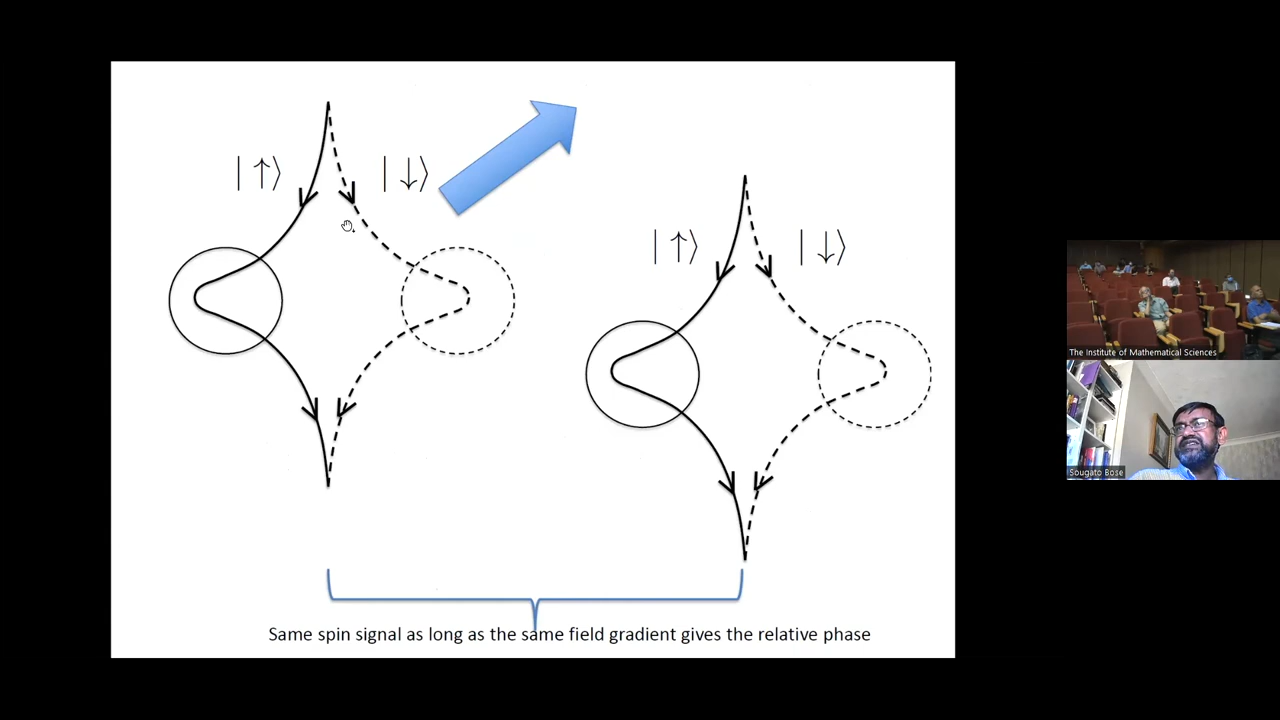 |↑⟩ |↓⟩
|↑⟩ |↓⟩
Same spin signal as long as the same field gradient gives the relative phase
The Institute of Mathematical Sciences
Sougato Bose